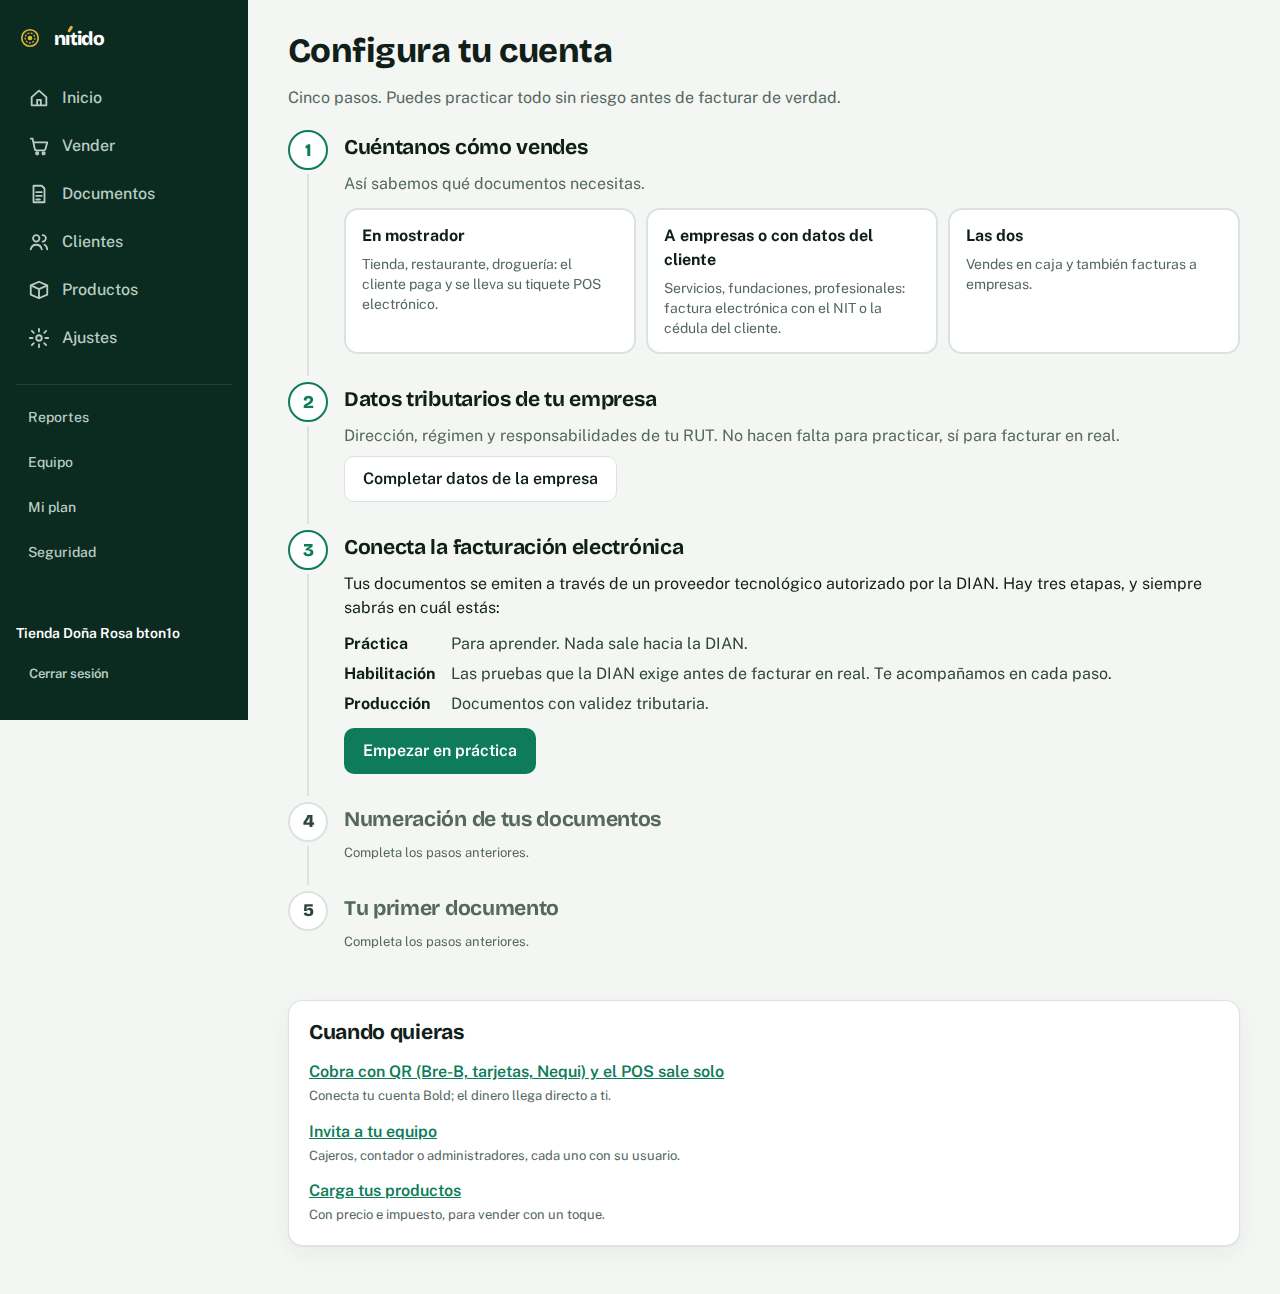 nítido
Inicio
Vender
Documentos
Clientes
Productos
Ajustes
Reportes
Equipo
Mi plan
Seguridad
Tienda Doña Rosa bton1o
Cerrar sesión
Configura tu cuenta
Cinco pasos. Puedes practicar todo sin riesgo antes de facturar de verdad.
1
Cuéntanos cómo vendes
Así sabemos qué documentos necesitas.
En mostrador
Tienda, restaurante, droguería: el
cliente paga y se lleva su tiquete POS
electrónico.
A empresas o con datos del
cliente
Servicios, fundaciones, profesionales:
factura electrónica con el NIT o la
cédula del cliente.
Las dos
Vendes en caja y también facturas a
empresas.
2
Datos tributarios de tu empresa
Dirección, régimen y responsabilidades de tu RUT. No hacen falta para practicar, sí para facturar en real.
Completar datos de la empresa
3
Conecta la facturación electrónica
Tus documentos se emiten a través de un proveedor tecnológico autorizado por la DIAN. Hay tres etapas, y siempre
sabrás en cuál estás:
Práctica Para aprender. Nada sale hacia la DIAN.
Habilitación Las pruebas que la DIAN exige antes de facturar en real. Te acompañamos en cada paso.
Producción Documentos con validez tributaria.
Empezar en práctica
4
Numeración de tus documentos
Completa los pasos anteriores.
5
Tu primer documento
Completa los pasos anteriores.
Cuando quieras
Cobra con QR (Bre-B, tarjetas, Nequi) y el POS sale solo
Conecta tu cuenta Bold; el dinero llega directo a ti.
Invita a tu equipo
Cajeros, contador o administradores, cada uno con su usuario.
Carga tus productos
Con precio e impuesto, para vender con un toque.